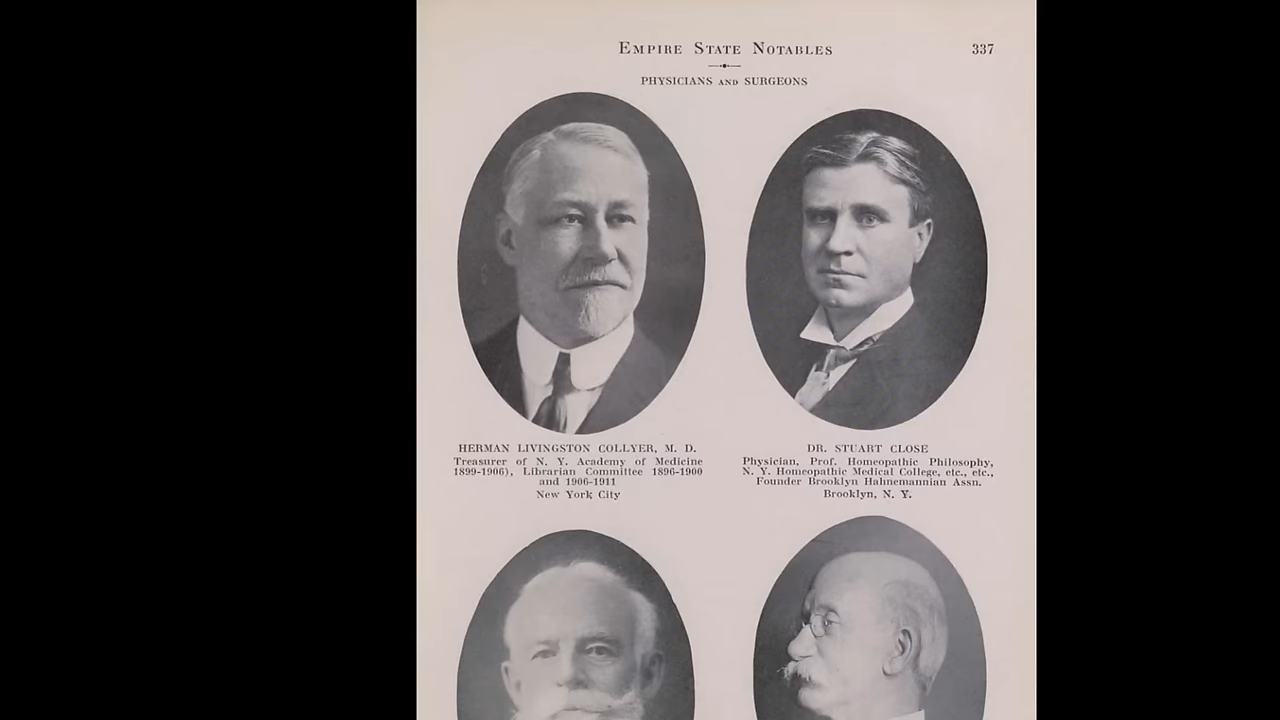 EMPIRE STATE NOTABLES
337
PHYSICIANS AND SURGEONS
HERMAN LIVINGSTON COLLYER, M. D.
Treasurer of N. Y. Academy of Medicine
1899-1906), Librarian Committee 1896-1900
and 1906-1911
New York City
DR. STUART CLOSE
Physician, Prof. Homeopathic Philosophy,
N. Y. Homeopathic Medical College, etc., etc.,
Founder Brooklyn Hahnemannian Assn.
Brooklyn, N. Y.